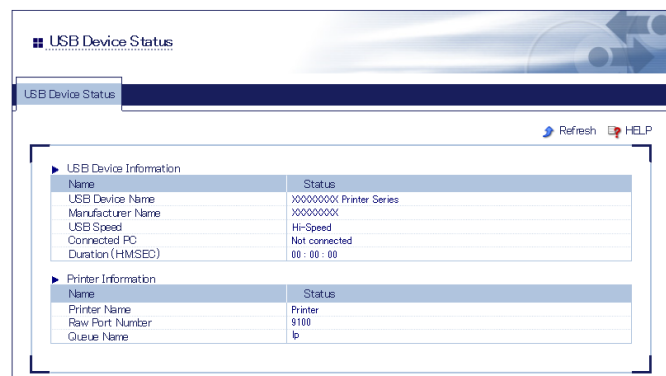 USB Device Status
USB Device Status
Refresh HELP
USB Device Information
Name Status
USB Device Name XXXXXXXX Printer Series
Manufacturer Name XXXXXXXX
USB Speed Hi-Speed
Connected PC Not connected
Duration (H:M:SEC) 00 : 00 : 00
Printer Information
Name Status
Printer Name Printer
Raw Port Number 9100
Queue Name lp